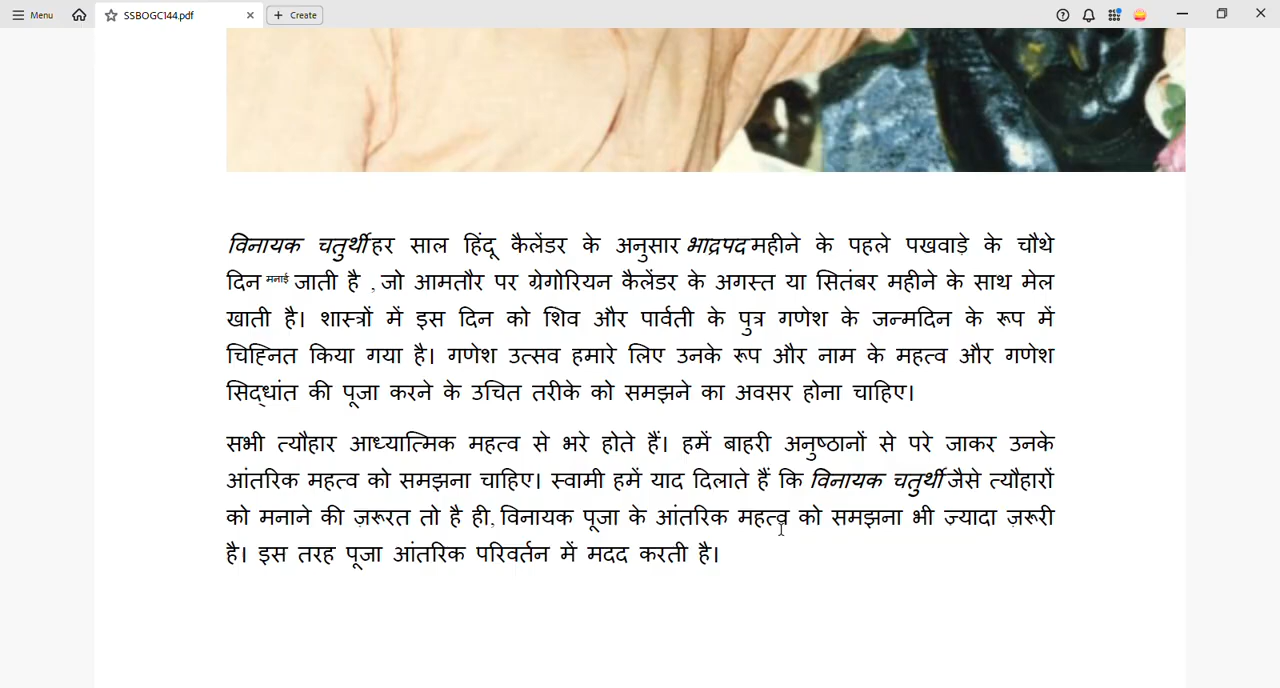 Menu
SSBOGC144.pdf
Create
विनायक चतुर्थी हर साल हिंदू कैलेंडर के अनुसार भाद्रपद महीने के पहले पखवाड़े के चौथे
दिन मनाई जाती है , जो आमतौर पर ग्रेगोरियन कैलेंडर के अगस्त या सितंबर महीने के साथ मेल
खाती है। शास्त्रों में इस दिन को शिव और पार्वती के पुत्र गणेश के जन्मदिन के रूप में
चिह्नित किया गया है। गणेश उत्सव हमारे लिए उनके रूप और नाम के महत्व और गणेश
सिद्धांत की पूजा करने के उचित तरीके को समझने का अवसर होना चाहिए।
सभी त्यौहार आध्यात्मिक महत्व से भरे होते हैं। हमें बाहरी अनुष्ठानों से परे जाकर उनके
आंतरिक महत्व को समझना चाहिए। स्वामी हमें याद दिलाते हैं कि विनायक चतुर्थी जैसे त्यौहारों
को मनाने की ज़रूरत तो है ही, विनायक पूजा के आंतरिक महत्व को समझना भी ज़्यादा ज़रूरी
है। इस तरह पूजा आंतरिक परिवर्तन में मदद करती है।